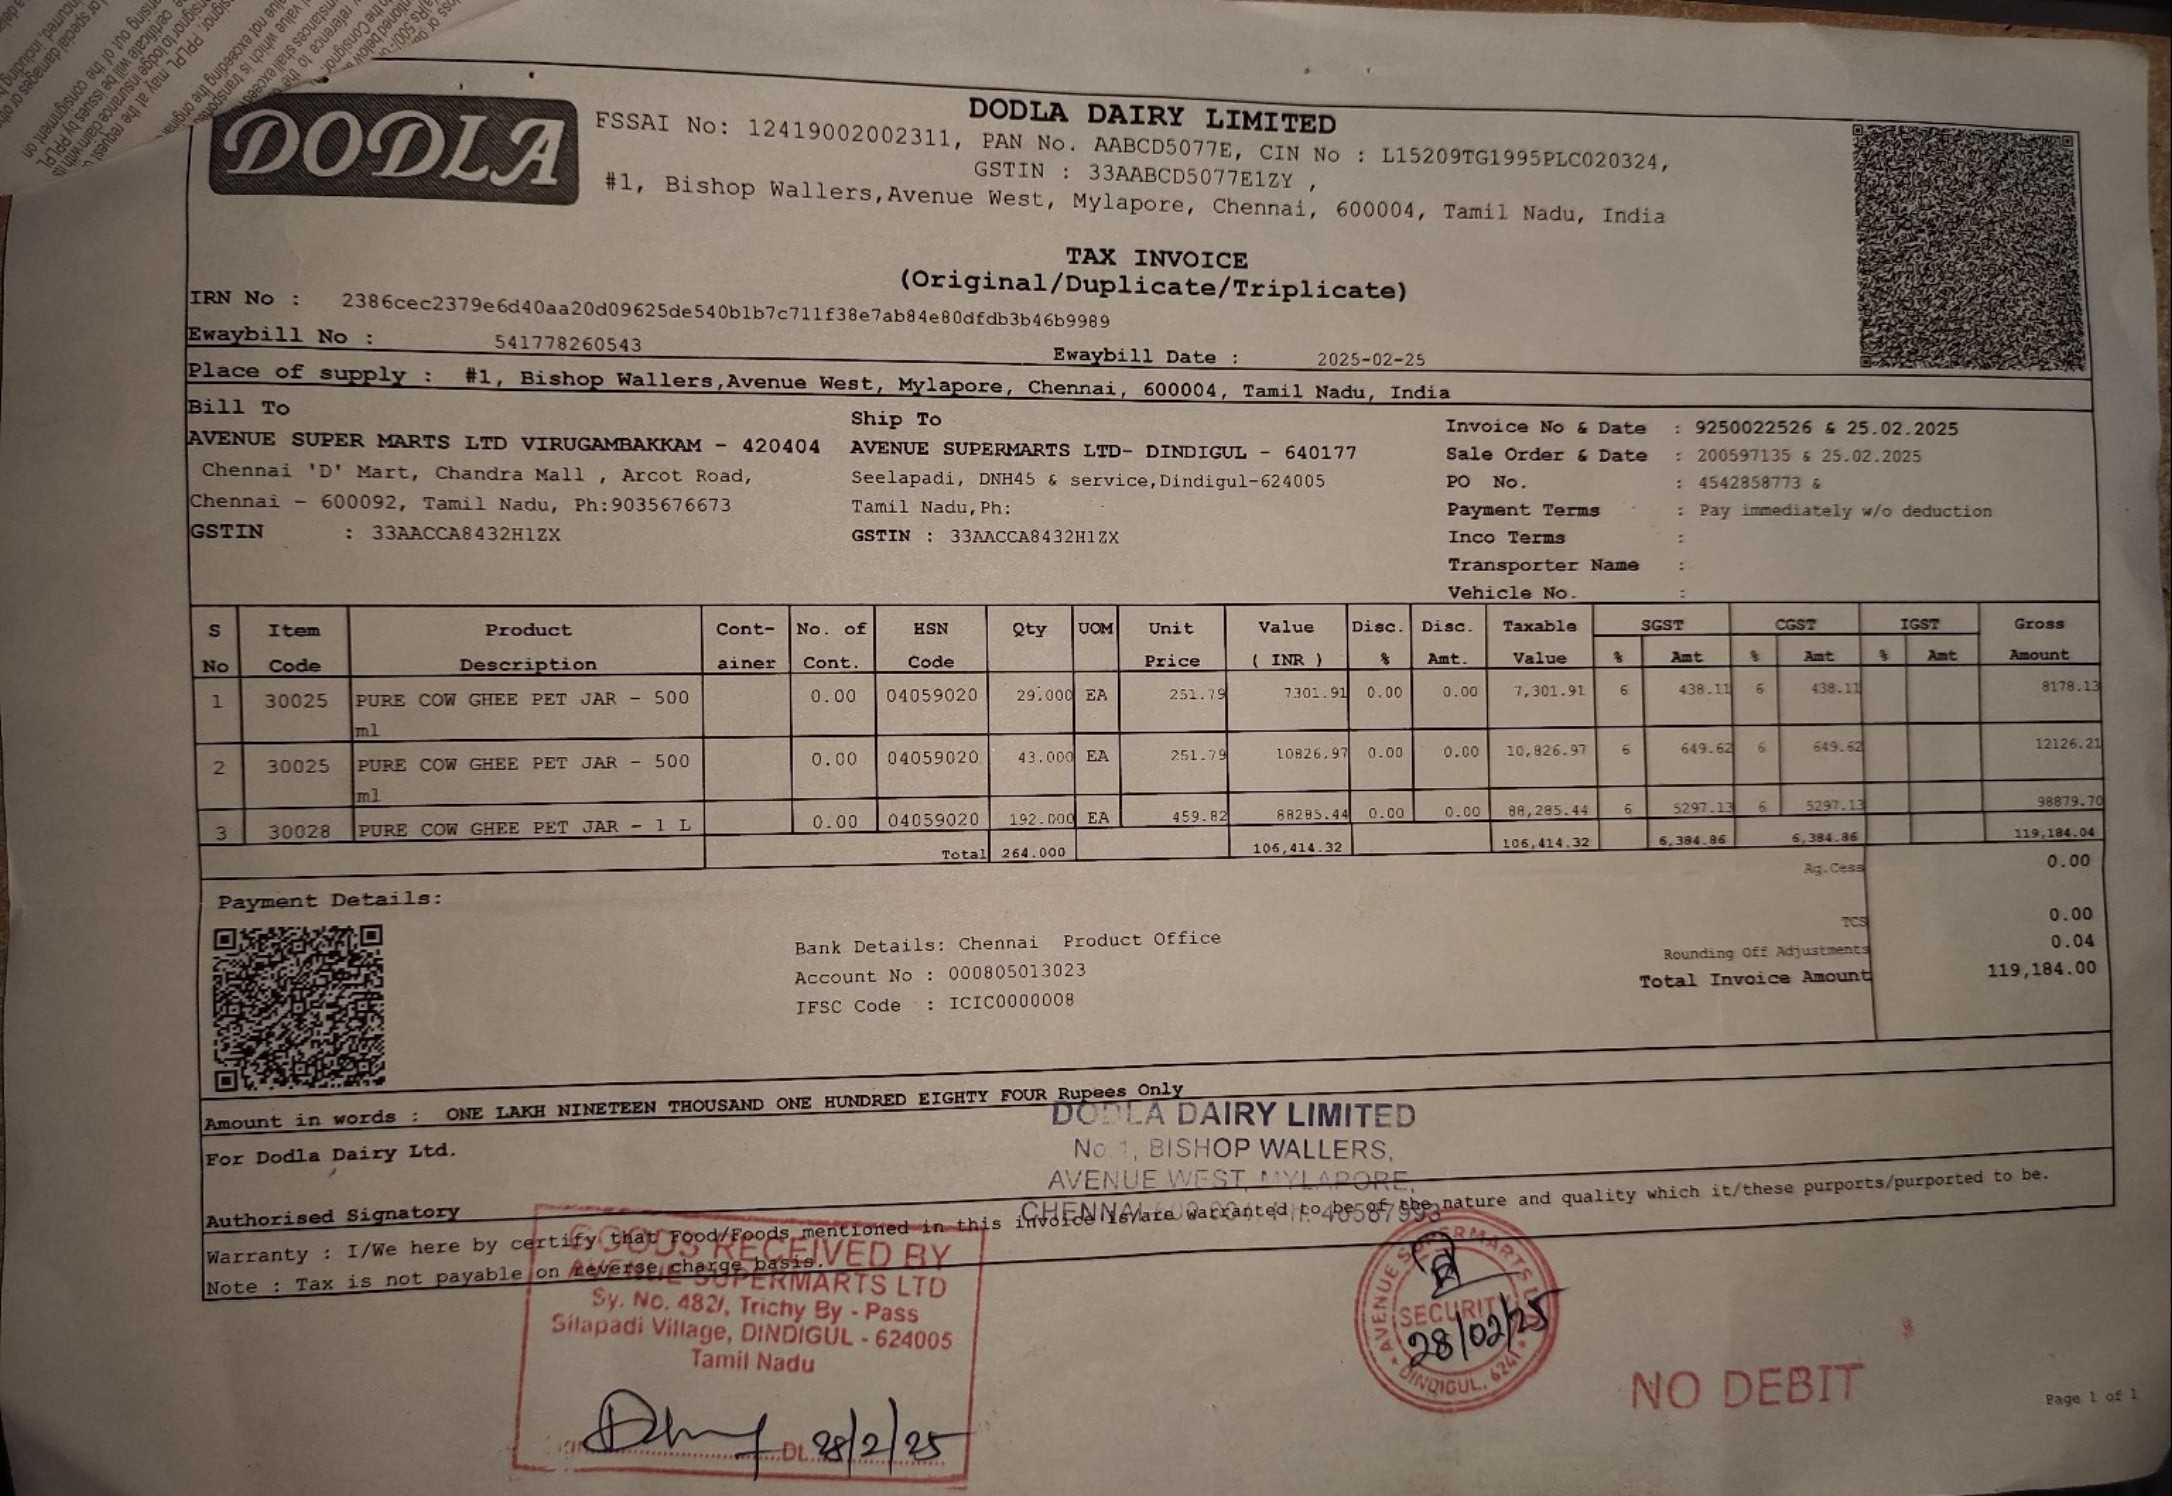 DODLA
DODLA DAIRY LIMITED
FSSAI No: 12419002002311, PAN No. AABCD5077E, CIN No : L15209TG1995PLC020324,
GSTIN : 33AABCD5077E1ZY ,
#1, Bishop Wallers,Avenue West, Mylapore, Chennai, 600004, Tamil Nadu, India
TAX INVOICE
(Original/Duplicate/Triplicate)
IRN No : 2386cec2379e6d40aa20d09625de540b1b7c711f38e7ab84e80dfdb3b46b9989
Ewaybill No : 541778260543 Ewaybill Date : 2025-02-25
Place of supply : #1, Bishop Wallers,Avenue West, Mylapore, Chennai, 600004, Tamil Nadu, India
Bill To
AVENUE SUPER MARTS LTD VIRUGAMBAKKAM - 420404
Chennai 'D' Mart, Chandra Mall , Arcot Road,
Chennai - 600092, Tamil Nadu, Ph:9035676673
GSTIN : 33AACCA8432H1ZX
Ship To
AVENUE SUPERMARTS LTD- DINDIGUL - 640177
Seelapadi, DNH45 & service,Dindigul-624005
Tamil Nadu,Ph:
GSTIN : 33AACCA8432H1ZX
Invoice No & Date : 9250022526 & 25.02.2025
Sale Order & Date : 200597135 & 25.02.2025
PO No. : 4542858773 &
Payment Terms : Pay immediately w/o deduction
Inco Terms :
Transporter Name :
Vehicle No. :
S No Item Code Product Description Cont-ainer No. of Cont. HSN Code Qty UOM Unit Price Value ( INR ) Disc. % Disc. Amt. Taxable Value SGST % Amt CGST % Amt IGST % Amt Gross Amount
1 30025 PURE COW GHEE PET JAR - 500 ml 0.00 04059020 29.000 EA 251.79 7301.91 0.00 0.00 7,301.91 6 438.11 6 438.11 8178.13
2 30025 PURE COW GHEE PET JAR - 500 ml 0.00 04059020 43.000 EA 251.79 10826.97 0.00 0.00 10,826.97 6 649.62 6 649.62 12126.21
3 30028 PURE COW GHEE PET JAR - 1 L 0.00 04059020 192.000 EA 459.82 88285.44 0.00 0.00 88,285.44 6 5297.13 6 5297.13 98879.70
Total 264.000 106,414.32 106,414.32 6,384.86 6,384.86 119,184.04
Ag.Cess 0.00
TCS 0.00
Rounding Off Adjustments 0.04
Total Invoice Amount 119,184.00
Payment Details:
Bank Details: Chennai Product Office
Account No : 000805013023
IFSC Code : ICIC0000008
Amount in words : ONE LAKH NINETEEN THOUSAND ONE HUNDRED EIGHTY FOUR Rupees Only
For Dodla Dairy Ltd.
DODLA DAIRY LIMITED
No 1, BISHOP WALLERS,
AVENUE WEST, MYLAPORE,
CHENNAI
Authorised Signatory
Warranty : I/We here by certify that Food/Foods mentioned in this invoice is/are warranted to be of the nature and quality which it/these purports/purported to be.
Note : Tax is not payable on reverse charge basis.
GOODS RECEIVED BY
AVENUE SUPERMARTS LTD
Sy. No. 482/, Trichy By - Pass
Silapadi Village, DINDIGUL - 624005
Tamil Nadu
28/2/25
AVENUE SUPERMARTS
SECURITY
28/02/25
DINDIGUL
NO DEBIT
Page 1 of 1